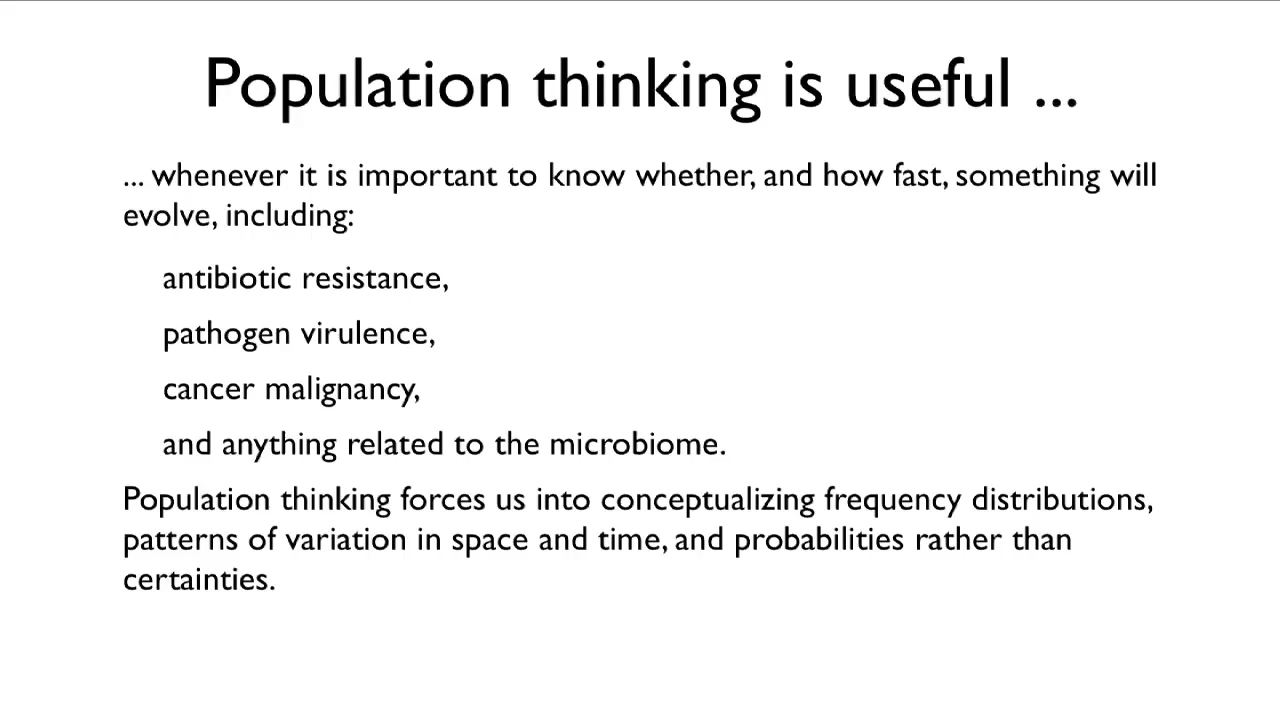 Population thinking is useful ...
... whenever it is important to know whether, and how fast, something will
evolve, including:
antibiotic resistance,
pathogen virulence,
cancer malignancy,
and anything related to the microbiome.
Population thinking forces us into conceptualizing frequency distributions,
patterns of variation in space and time, and probabilities rather than
certainties.